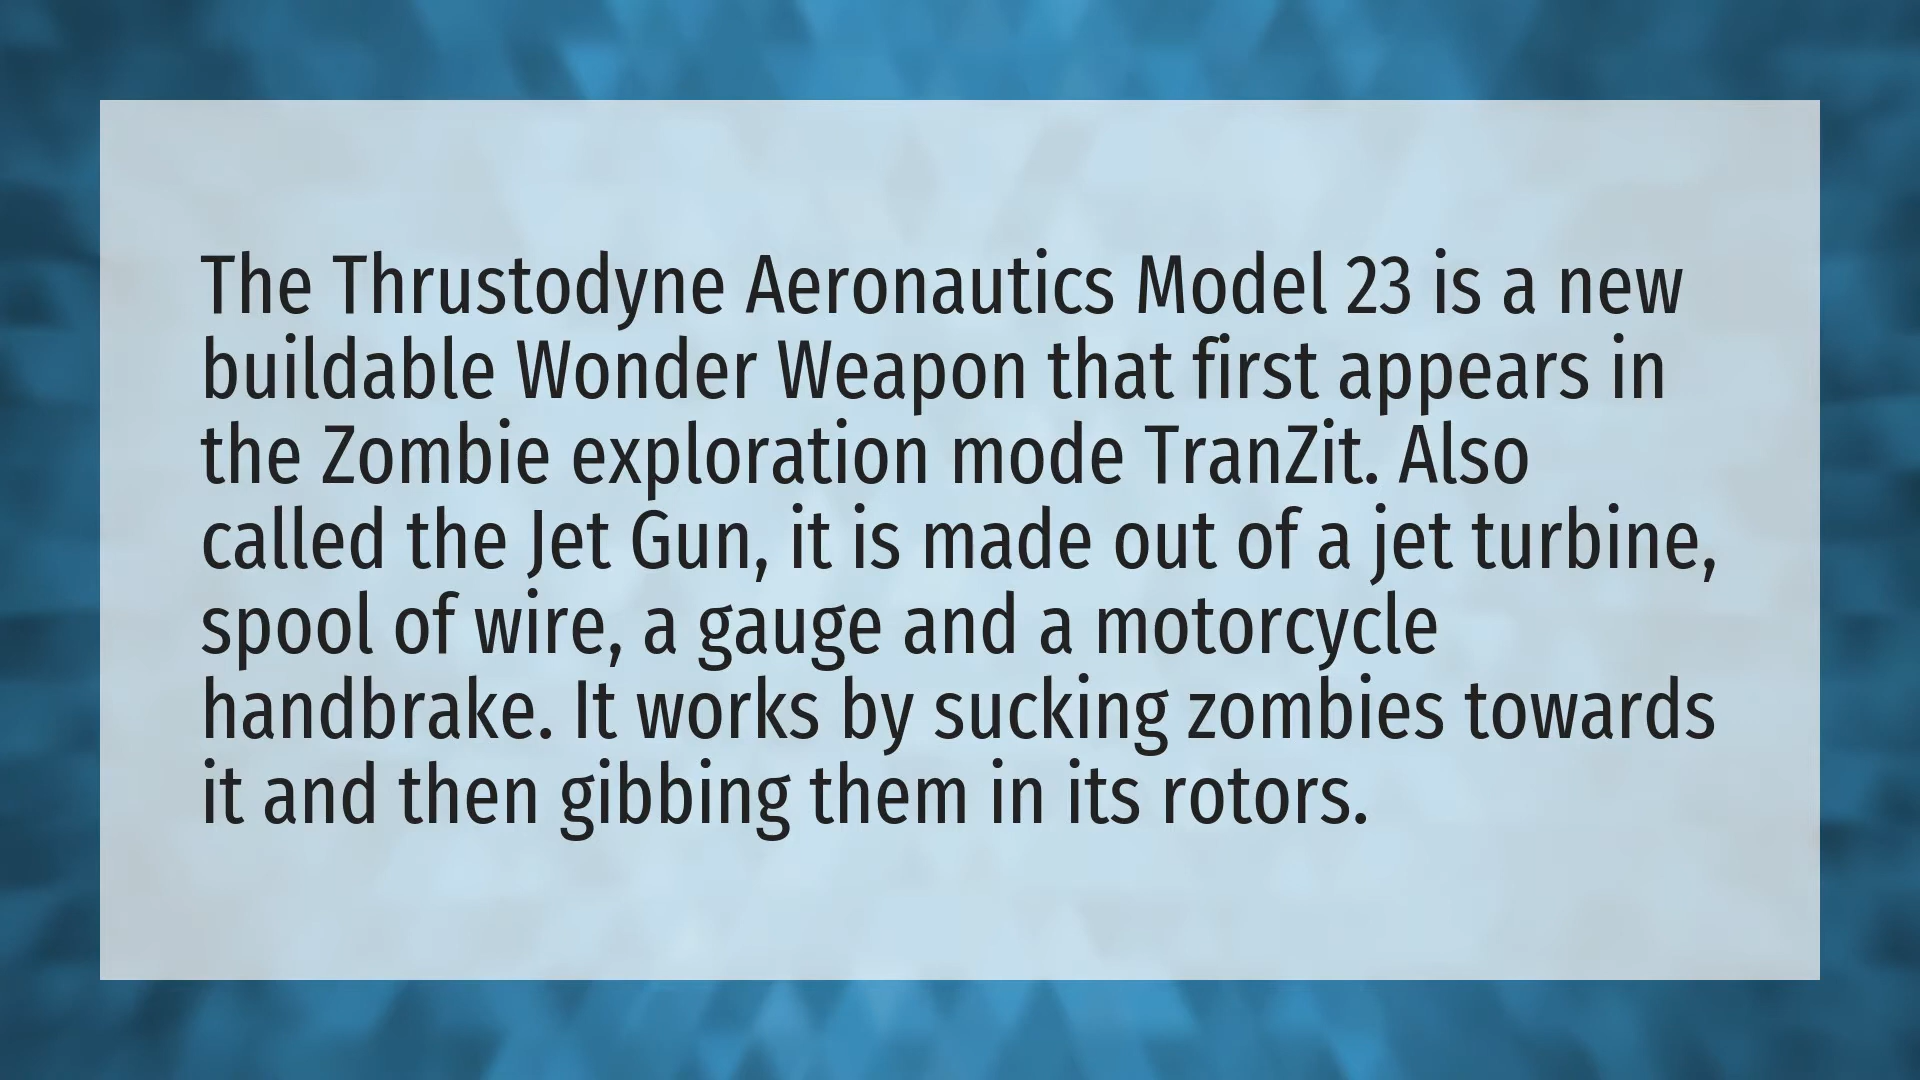 The Thrustodyne Aeronautics Model 23 is a new
buildable Wonder Weapon that first appears in
the Zombie exploration mode TranZit. Also
called the Jet Gun, it is made out of a jet turbine,
spool of wire, a gauge and a motorcycle
handbrake. It works by sucking zombies towards
it and then gibbing them in its rotors.